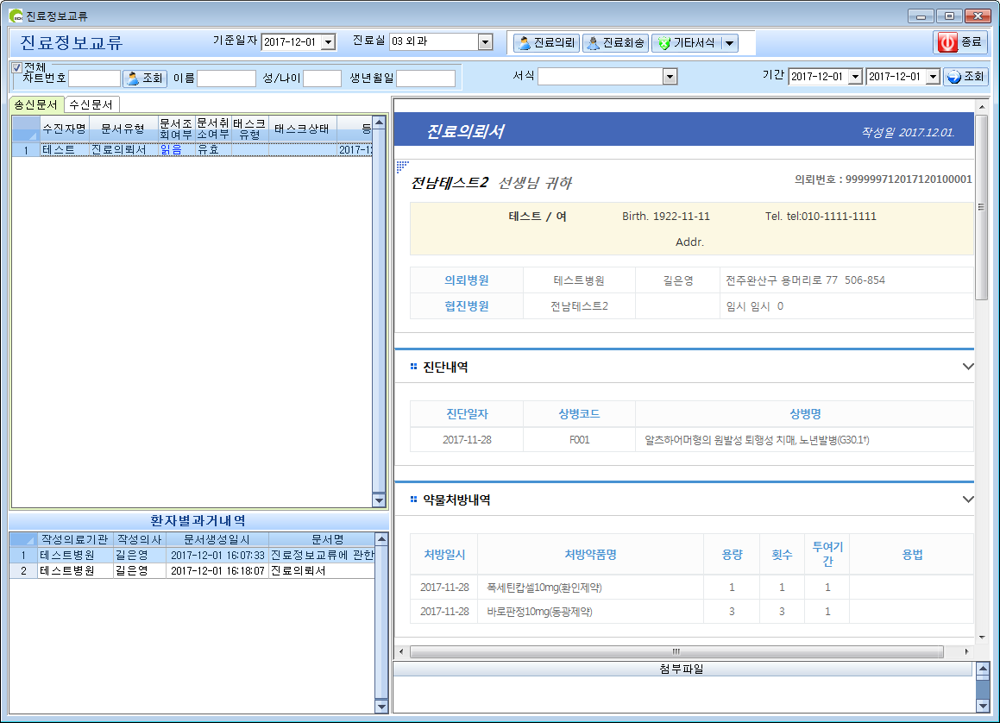 진료정보교류
진료정보교류
기준일자 2017-12-01 진료실 03 외과 진료의뢰 진료회송 기타서식 종료
전체
차트번호 조회 이름 성/나이 생년월일 서식 기간 2017-12-01 2017-12-01 조회
송신문서 수신문서
수진자명 문서유형 문서조회여부 문서취소여부 태스크유형 태스크상태 등
1 테스트 진료의뢰서 읽음 유효 2017-12
환자별과거내역
작성의료기관 작성의사 문서생성일시 문서명
1 테스트병원 길은영 2017-12-01 16:07:33 진료정보교류에 관한
2 테스트병원 길은영 2017-12-01 16:18:07 진료의뢰서
진료의뢰서 작성일 2017.12.01.
전남테스트2 선생님 귀하 의뢰번호 : 999999712017120100001
테스트 / 여 Birth. 1922-11-11 Tel. tel:010-1111-1111
Addr.
의뢰병원 테스트병원 길은영 전주완산구 용머리로 77 506-854
협진병원 전남테스트2 임시 임시 0
진단내역
진단일자 상병코드 상병명
2017-11-28 F001 알츠하이머형의 원발성 퇴행성 치매, 노년발병(G30.1†)
약물처방내역
처방일시 처방약품명 용량 횟수 투여기간 용법
2017-11-28 폭세틴캅셀10mg(환인제약) 1 1 1
2017-11-28 바로판정10mg(동광제약) 3 3 1
첨부파일